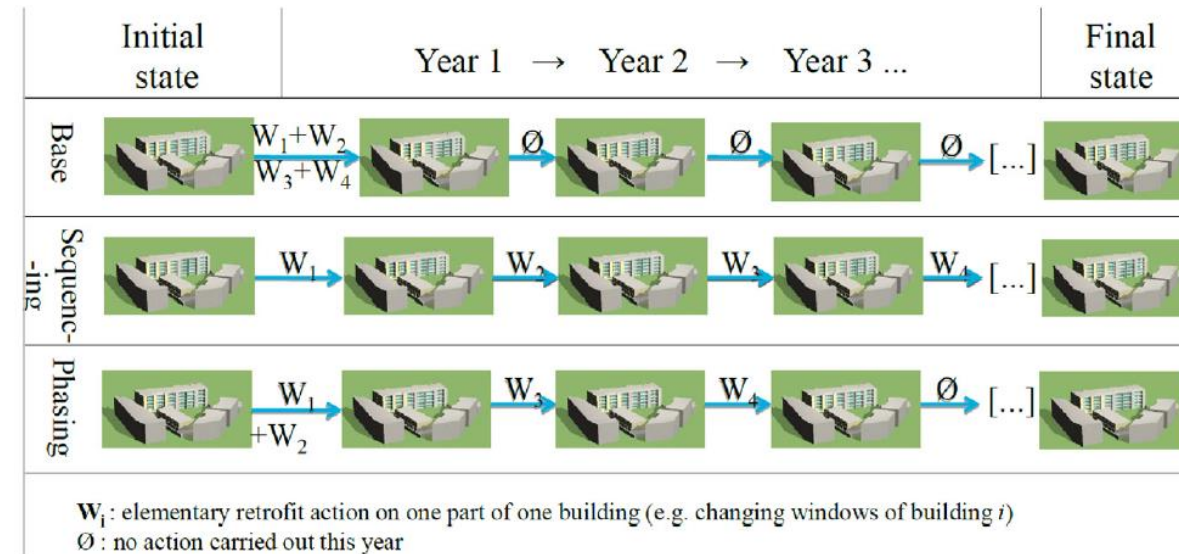 Initial
state
Year 1 → Year 2 → Year 3 ...
Final
state
Base
W₁+W₂
W₃+W₄
Ø
Ø
Ø
[...]
Sequenc-
-ing
W₁
W₂
W₃
W₄
[...]
Phasing
W₁
+W₂
W₃
W₄
Ø
[...]
Wᵢ : elementary retrofit action on one part of one building (e.g. changing windows of building i)
Ø : no action carried out this year